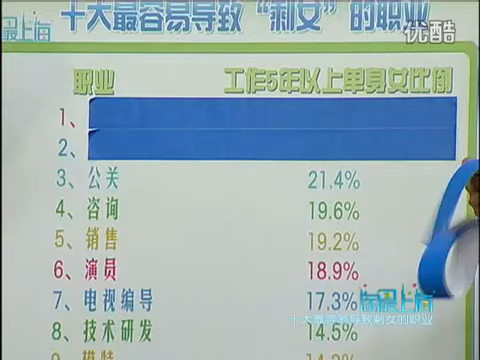 十大最容易导致“剩女”的职业
最上海
优酷
职业 工作5年以上单身女比例
1、
2、
3、公关 21.4%
4、咨询 19.6%
5、销售 19.2%
6、演员 18.9%
7、电视编导 17.3%
8、技术研发 14.5%
最上海
十大最容易导致剩女的职业